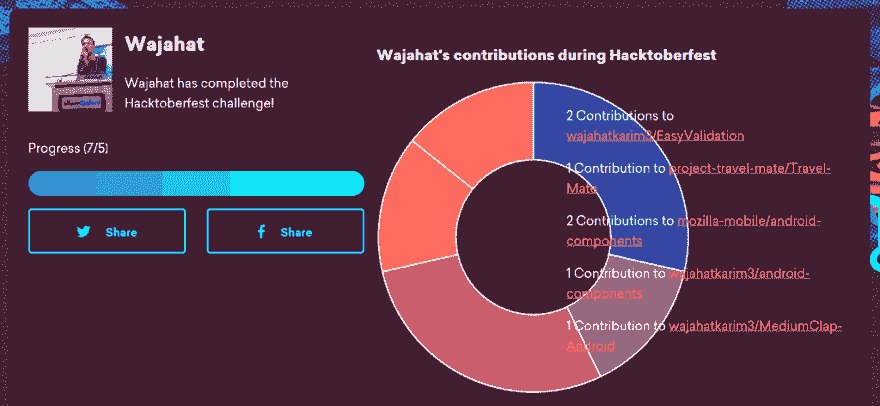 Wajahat
Wajahat has completed the
Hacktoberfest challenge!
Progress (7/5)
Share
Share
Wajahat's contributions during Hacktoberfest
2 Contributions to
wajahatkarim3/EasyValidation
1 Contribution to project-travel-mate/Travel-
Mate
2 Contributions to mozilla-mobile/android-
components
1 Contribution to wajahatkarim3/android-
components
1 Contribution to wajahatkarim3/MediumClap-
Android